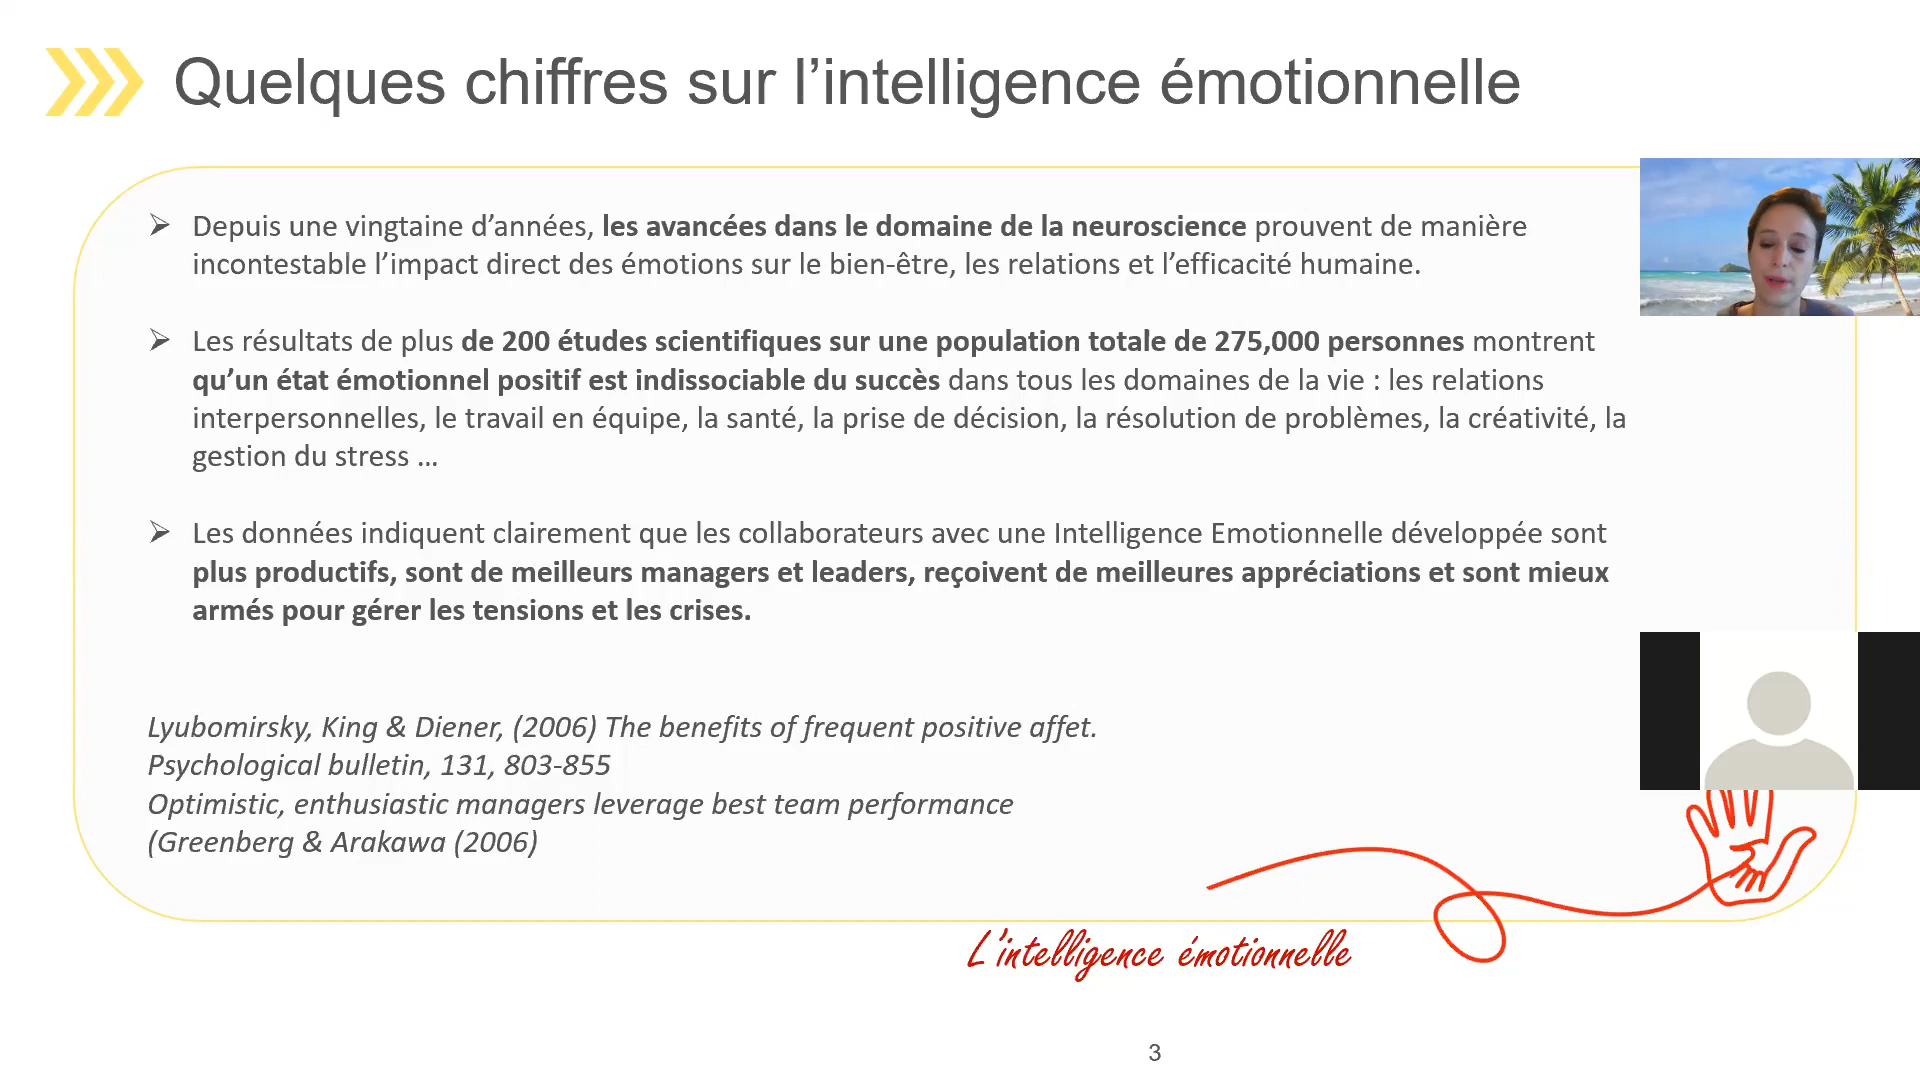 Quelques chiffres sur l’intelligence émotionnelle
Depuis une vingtaine d’années, les avancées dans le domaine de la neuroscience prouvent de manière
incontestable l’impact direct des émotions sur le bien-être, les relations et l’efficacité humaine.
Les résultats de plus de 200 études scientifiques sur une population totale de 275,000 personnes montrent
qu’un état émotionnel positif est indissociable du succès dans tous les domaines de la vie : les relations
interpersonnelles, le travail en équipe, la santé, la prise de décision, la résolution de problèmes, la créativité, la
gestion du stress …
Les données indiquent clairement que les collaborateurs avec une Intelligence Emotionnelle développée sont
plus productifs, sont de meilleurs managers et leaders, reçoivent de meilleures appréciations et sont mieux
armés pour gérer les tensions et les crises.
Lyubomirsky, King & Diener, (2006) The benefits of frequent positive affet.
Psychological bulletin, 131, 803-855
Optimistic, enthusiastic managers leverage best team performance
(Greenberg & Arakawa (2006)
L’intelligence émotionnelle
3